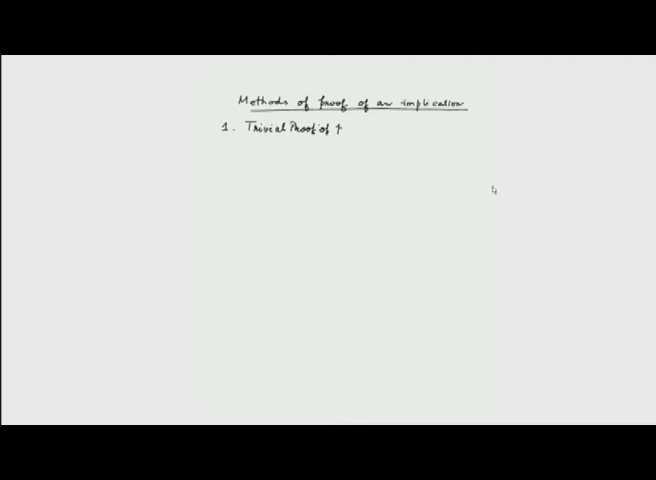 Methods of proof of an implication
1. Trivial Proof of p